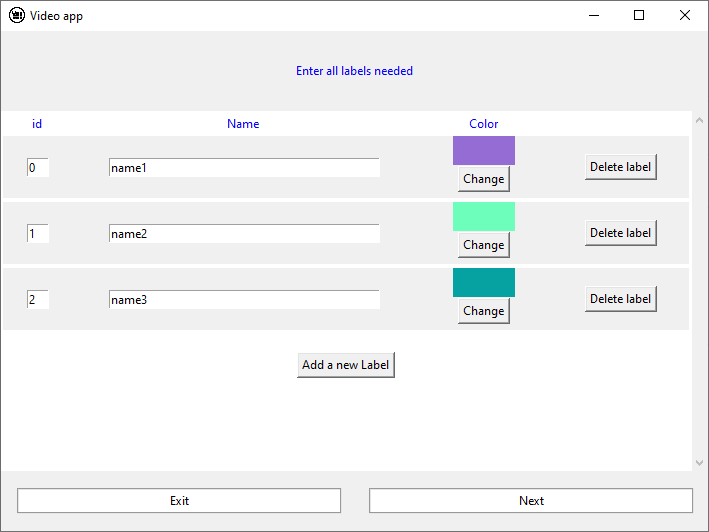 Video app
Enter all labels needed
id Name Color
0 name1 Change Delete label
1 name2 Change Delete label
2 name3 Change Delete label
Add a new Label
Exit Next